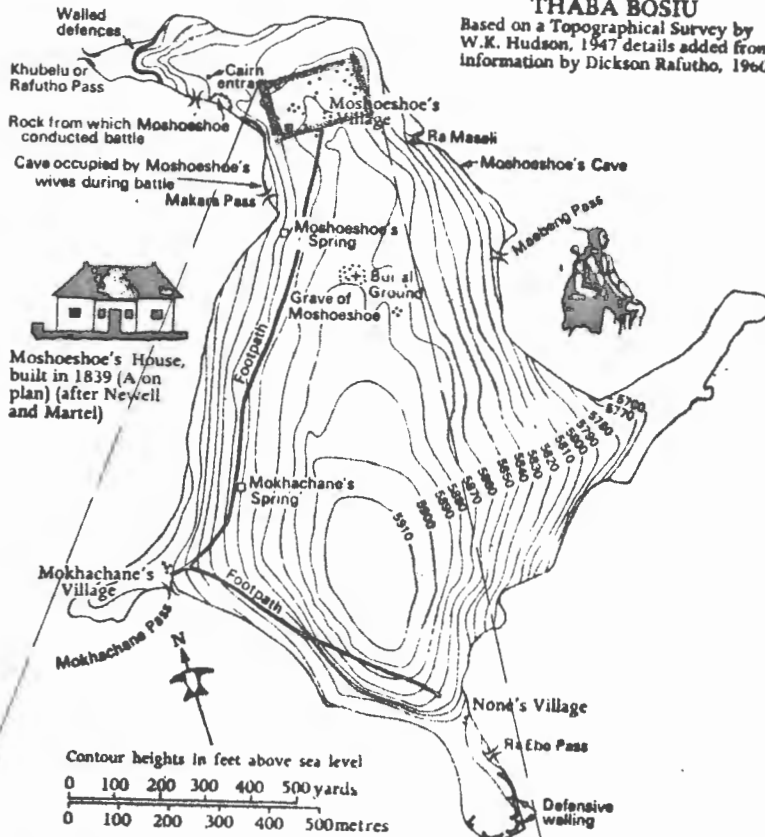 THABA BOSIU
Based on a Topographical Survey by
W.K. Hudson, 1947 details added from
information by Dickson Rafutho, 1960
Walled
defences
Khubelu or
Rafutho Pass
Cairn
entrance
Moshoeshoe's
Village
Rock from which Moshoeshoe
conducted battle
Ra Maseli
Moshoeshoe's Cave
Cave occupied by Moshoeshoe's
wives during battle
Makara Pass
Maebeng Pass
Moshoeshoe's
Spring
Burial
Ground
Grave of
Moshoeshoe
Footpath
Moshoeshoe's House,
built in 1839 (A on
plan) (after Newell
and Martel)
5700
5770
5780
5790
5800
5810
5820
5830
5840
5850
5860
5870
5880
5890
5900
5910
Mokhachane's
Spring
Mokhachane's
Village
Footpath
Mokhachane Pass
N
None's Village
RaEbe Pass
Defensive
walling
Contour heights in feet above sea level
0 100 200 300 400 500 yards
0 100 200 300 400 500 metres